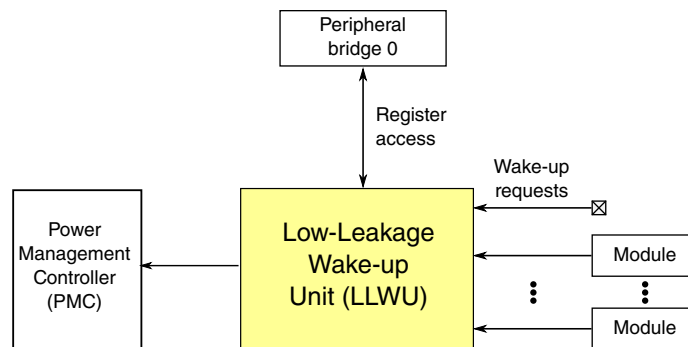 Peripheral
bridge 0
Register
access
Wake-up
requests
Power
Management
Controller
(PMC)
Low-Leakage
Wake-up
Unit (LLWU)
Module
Module